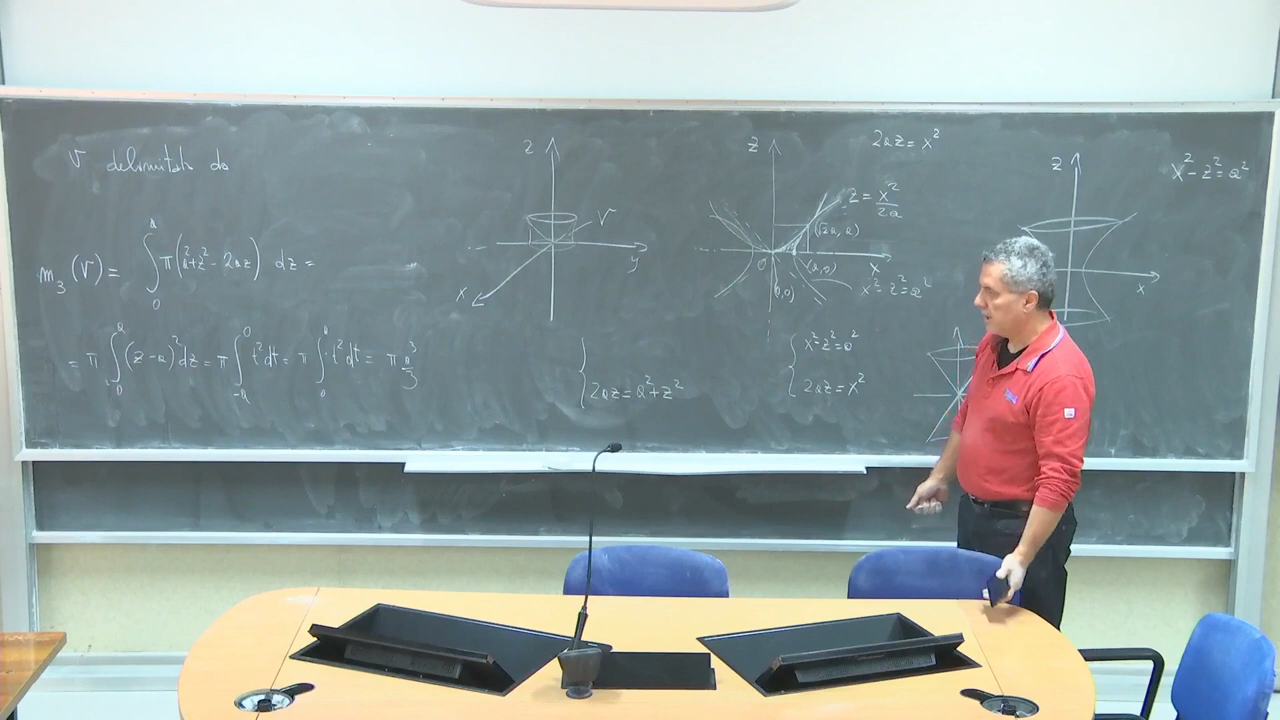 V delimitato da
m₃(V) = ∫₀ᵃ π(a²+z²-2az) dz =
= π ∫₀ᵃ (z-a)² dz = π ∫₋ₐ⁰ t² dt = π ∫₀ᵃ t² dt = π a³/3
z
V
y
x
{ 2az = a²+z²
2az = x²
z
z = x²/2a
(√2a, a)
0
(a,0)
x
x²-z²=a²
(0,0)
{ x²-z²=a²
2az = x²
x²-z²=a²
z
x